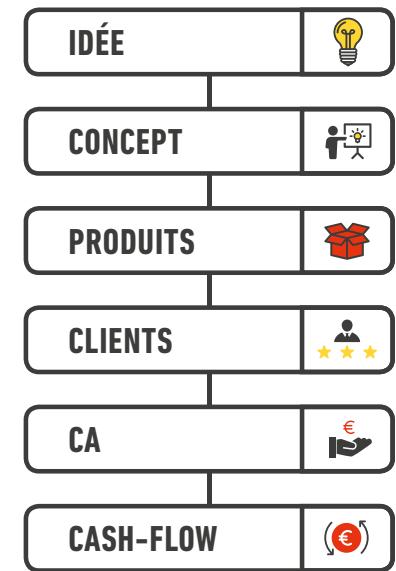 IDÉE
CONCEPT
PRODUITS
CLIENTS
CA
€
CASH-FLOW
€